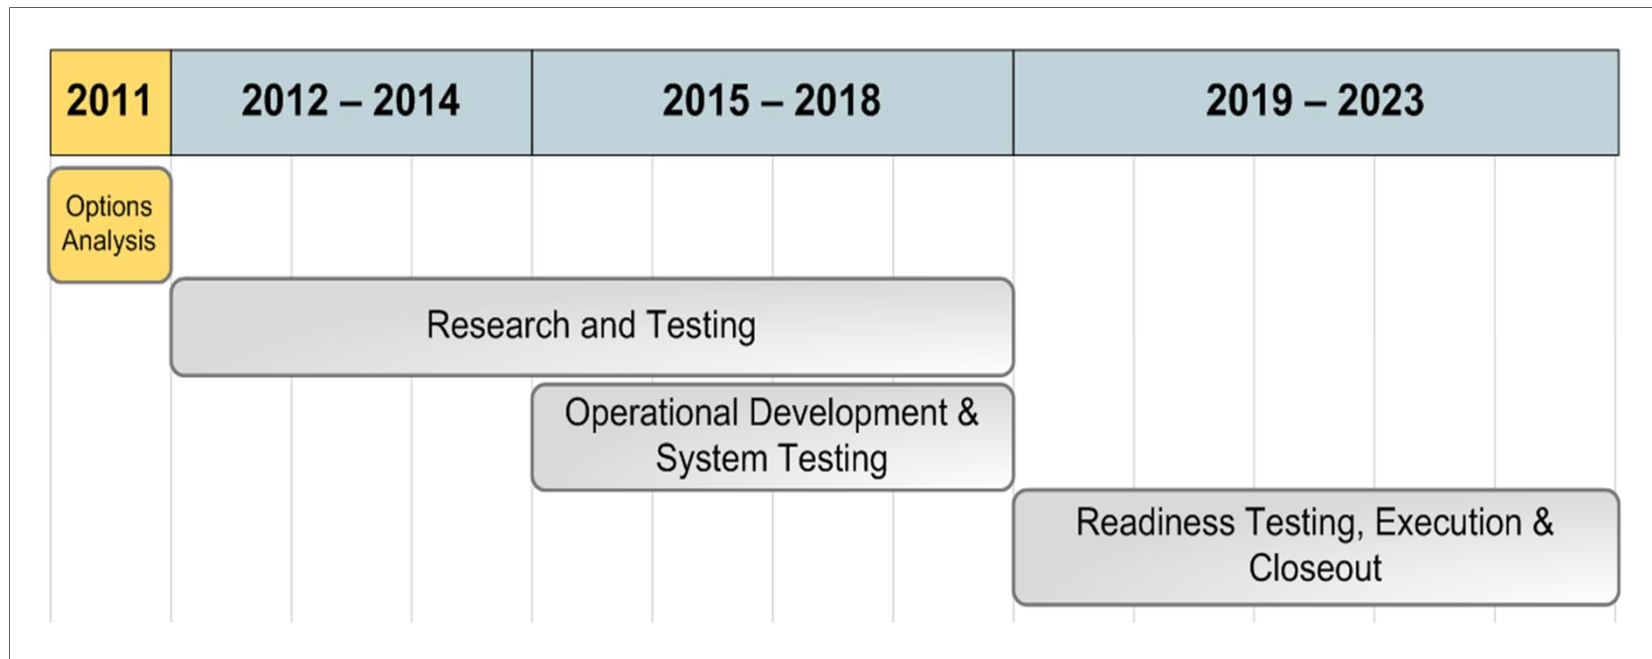 2011
2012 – 2014
2015 – 2018
2019 – 2023
Options
Analysis
Research and Testing
Operational Development &
System Testing
Readiness Testing, Execution &
Closeout